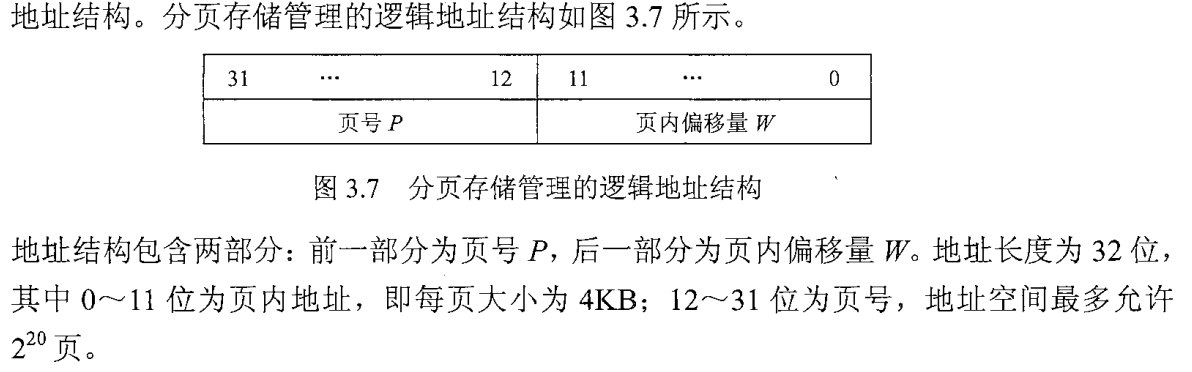 地址结构。分页存储管理的逻辑地址结构如图 3.7 所示。
31 … 12 11 … 0
页号 P 页内偏移量 W
图 3.7 分页存储管理的逻辑地址结构
地址结构包含两部分：前一部分为页号 P，后一部分为页内偏移量 W。地址长度为 32 位，
其中 0～11 位为页内地址，即每页大小为 4KB；12～31 位为页号，地址空间最多允许
2²⁰ 页。